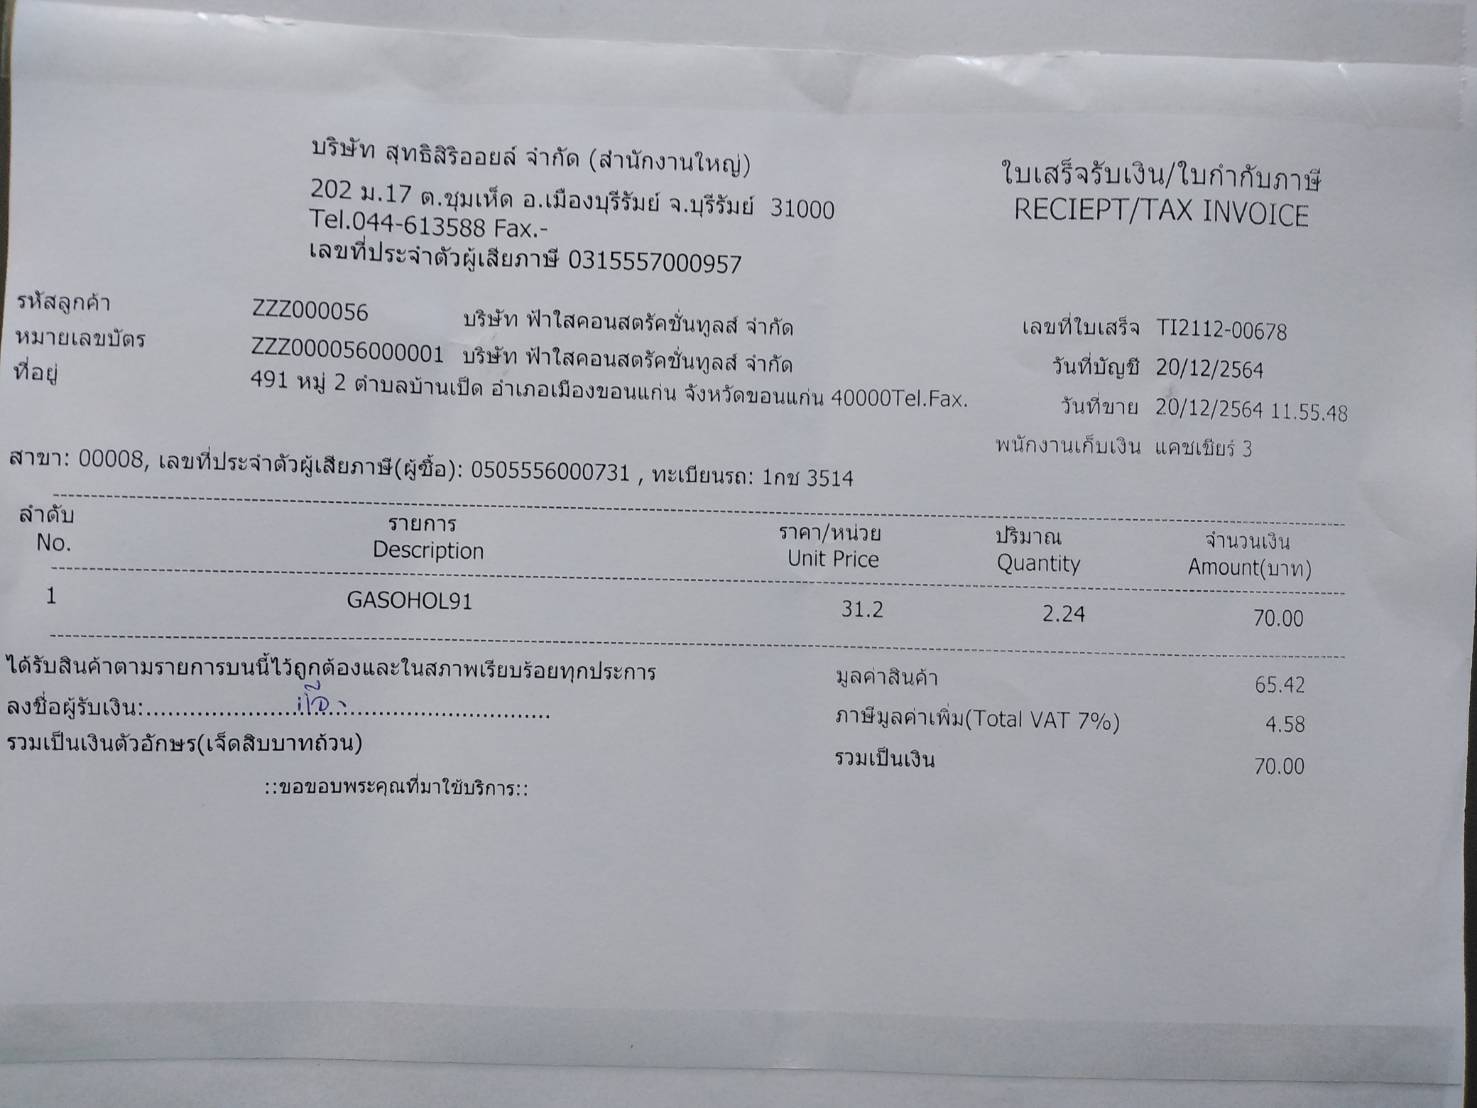 บริษัท สุทธิสิริออยล์ จำกัด (สำนักงานใหญ่)
202 ม.17 ต.ชุมเห็ด อ.เมืองบุรีรัมย์ จ.บุรีรัมย์ 31000
Tel.044-613588 Fax.-
เลขที่ประจำตัวผู้เสียภาษี 0315557000957
ใบเสร็จรับเงิน/ใบกำกับภาษี
RECIEPT/TAX INVOICE
รหัสลูกค้า ZZZ000056 บริษัท ฟ้าใสคอนสตรัคชั่นทูลส์ จำกัด
หมายเลขบัตร ZZZ000056000001 บริษัท ฟ้าใสคอนสตรัคชั่นทูลส์ จำกัด
ที่อยู่ 491 หมู่ 2 ตำบลบ้านเป็ด อำเภอเมืองขอนแก่น จังหวัดขอนแก่น 40000Tel.Fax.
เลขที่ใบเสร็จ TI2112-00678
วันที่บัญชี 20/12/2564
วันที่ขาย 20/12/2564 11.55.48
พนักงานเก็บเงิน แคชเชียร์ 3
สาขา: 00008, เลขที่ประจำตัวผู้เสียภาษี(ผู้ซื้อ): 0505556000731 , ทะเบียนรถ: 1กช 3514
ลำดับ รายการ ราคา/หน่วย ปริมาณ จำนวนเงิน
No. Description Unit Price Quantity Amount(บาท)
1 GASOHOL91 31.2 2.24 70.00
ได้รับสินค้าตามรายการบนนี้ไว้ถูกต้องและในสภาพเรียบร้อยทุกประการ
ลงชื่อผู้รับเงิน:
รวมเป็นเงินตัวอักษร(เจ็ดสิบบาทถ้วน)
::ขอขอบพระคุณที่มาใช้บริการ::
มูลค่าสินค้า 65.42
ภาษีมูลค่าเพิ่ม(Total VAT 7%) 4.58
รวมเป็นเงิน 70.00